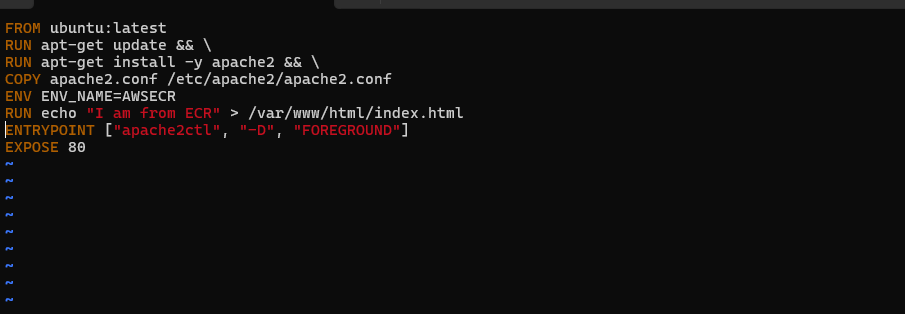 FROM ubuntu:latest
RUN apt-get update && \
RUN apt-get install -y apache2 && \
COPY apache2.conf /etc/apache2/apache2.conf
ENV ENV_NAME=AWSECR
RUN echo "I am from ECR" > /var/www/html/index.html
ENTRYPOINT ["apache2ctl", "-D", "FOREGROUND"]
EXPOSE 80
~
~
~
~
~
~
~
~
~